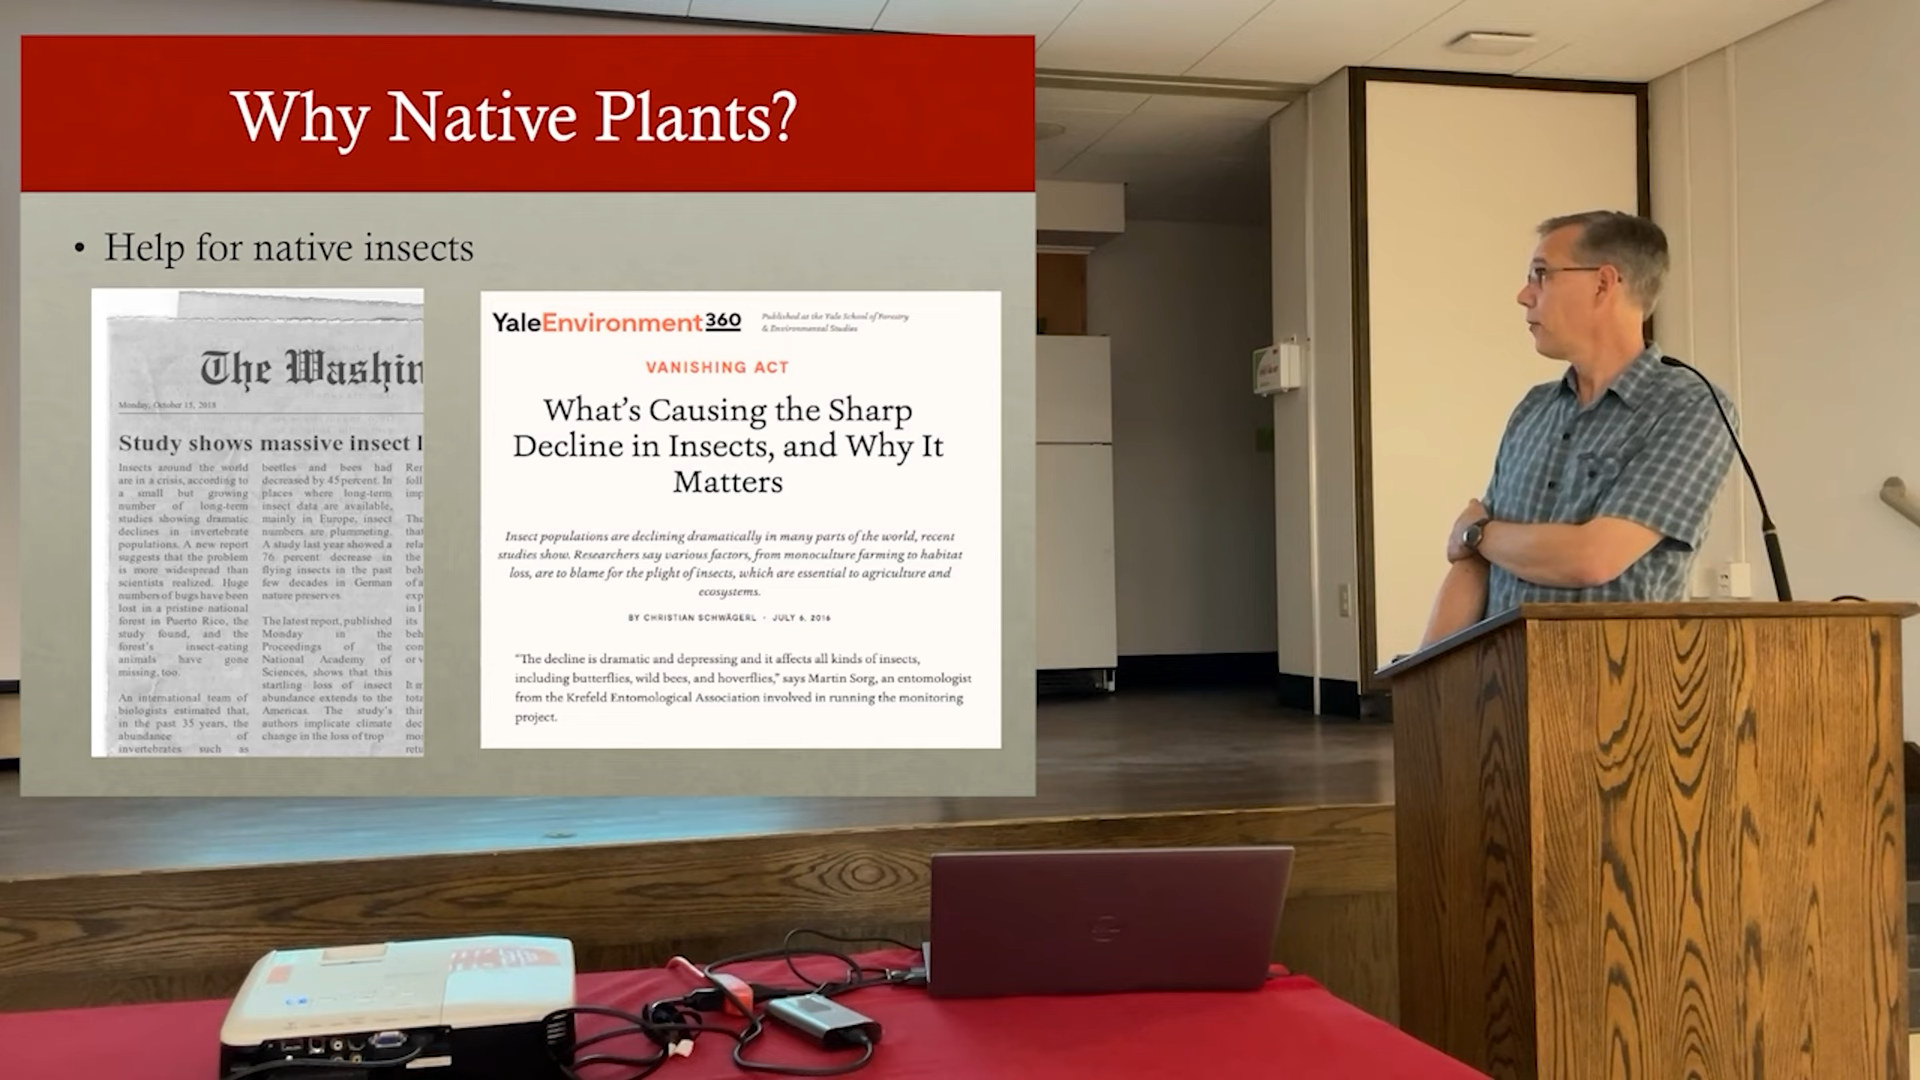 Why Native Plants?
• Help for native insects
The Washin
Monday, October 15, 2018
Study shows massive insect l
Insects around the world
are in a crisis, according to
a small but growing
number of long-term
studies showing dramatic
declines in invertebrate
populations. A new report
suggests that the problem
is more widespread than
scientists realized. Huge
numbers of bugs have been
lost in a pristine national
forest in Puerto Rico, the
study found, and the
forest's insect-eating
animals have gone
missing, too.
An international team of
biologists estimated that,
in the past 35 years, the
abundance of
invertebrates such as
beetles and bees had
decreased by 45 percent. In
places where long-term
insect data are available,
mainly in Europe, insect
numbers are plummeting.
A study last year showed a
76 percent decrease in
flying insects in the past
few decades in German
nature preserves.
The latest report, published
Monday in the
Proceedings of the
National Academy of
Sciences, shows that this
startling loss of insect
abundance extends to the
Americas. The study's
authors implicate climate
change in the loss of trop
YaleEnvironment360
Published at the Yale School of Forestry
& Environmental Studies
VANISHING ACT
What's Causing the Sharp
Decline in Insects, and Why It
Matters
Insect populations are declining dramatically in many parts of the world, recent
studies show. Researchers say various factors, from monoculture farming to habitat
loss, are to blame for the plight of insects, which are essential to agriculture and
ecosystems.
BY CHRISTIAN SCHWÄGERL · JULY 6, 2016
"The decline is dramatic and depressing and it affects all kinds of insects,
including butterflies, wild bees, and hoverflies," says Martin Sorg, an entomologist
from the Krefeld Entomological Association involved in running the monitoring
project.